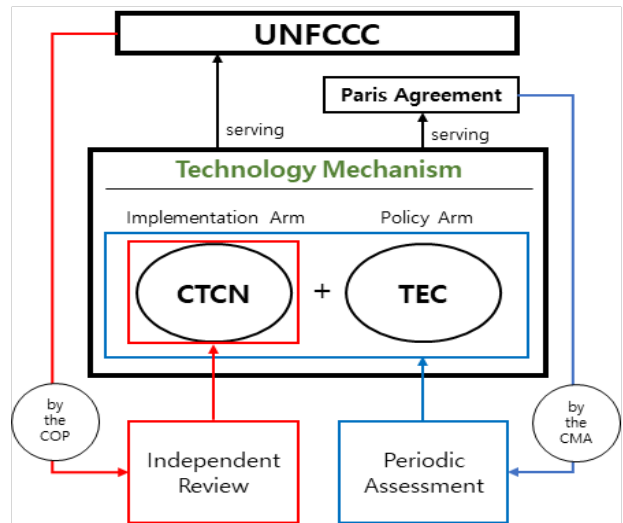 UNFCCC
Paris Agreement
serving
serving
Technology Mechanism
Implementation Arm
Policy Arm
CTCN
+
TEC
by
the
COP
by
the
CMA
Independent
Review
Periodic
Assessment